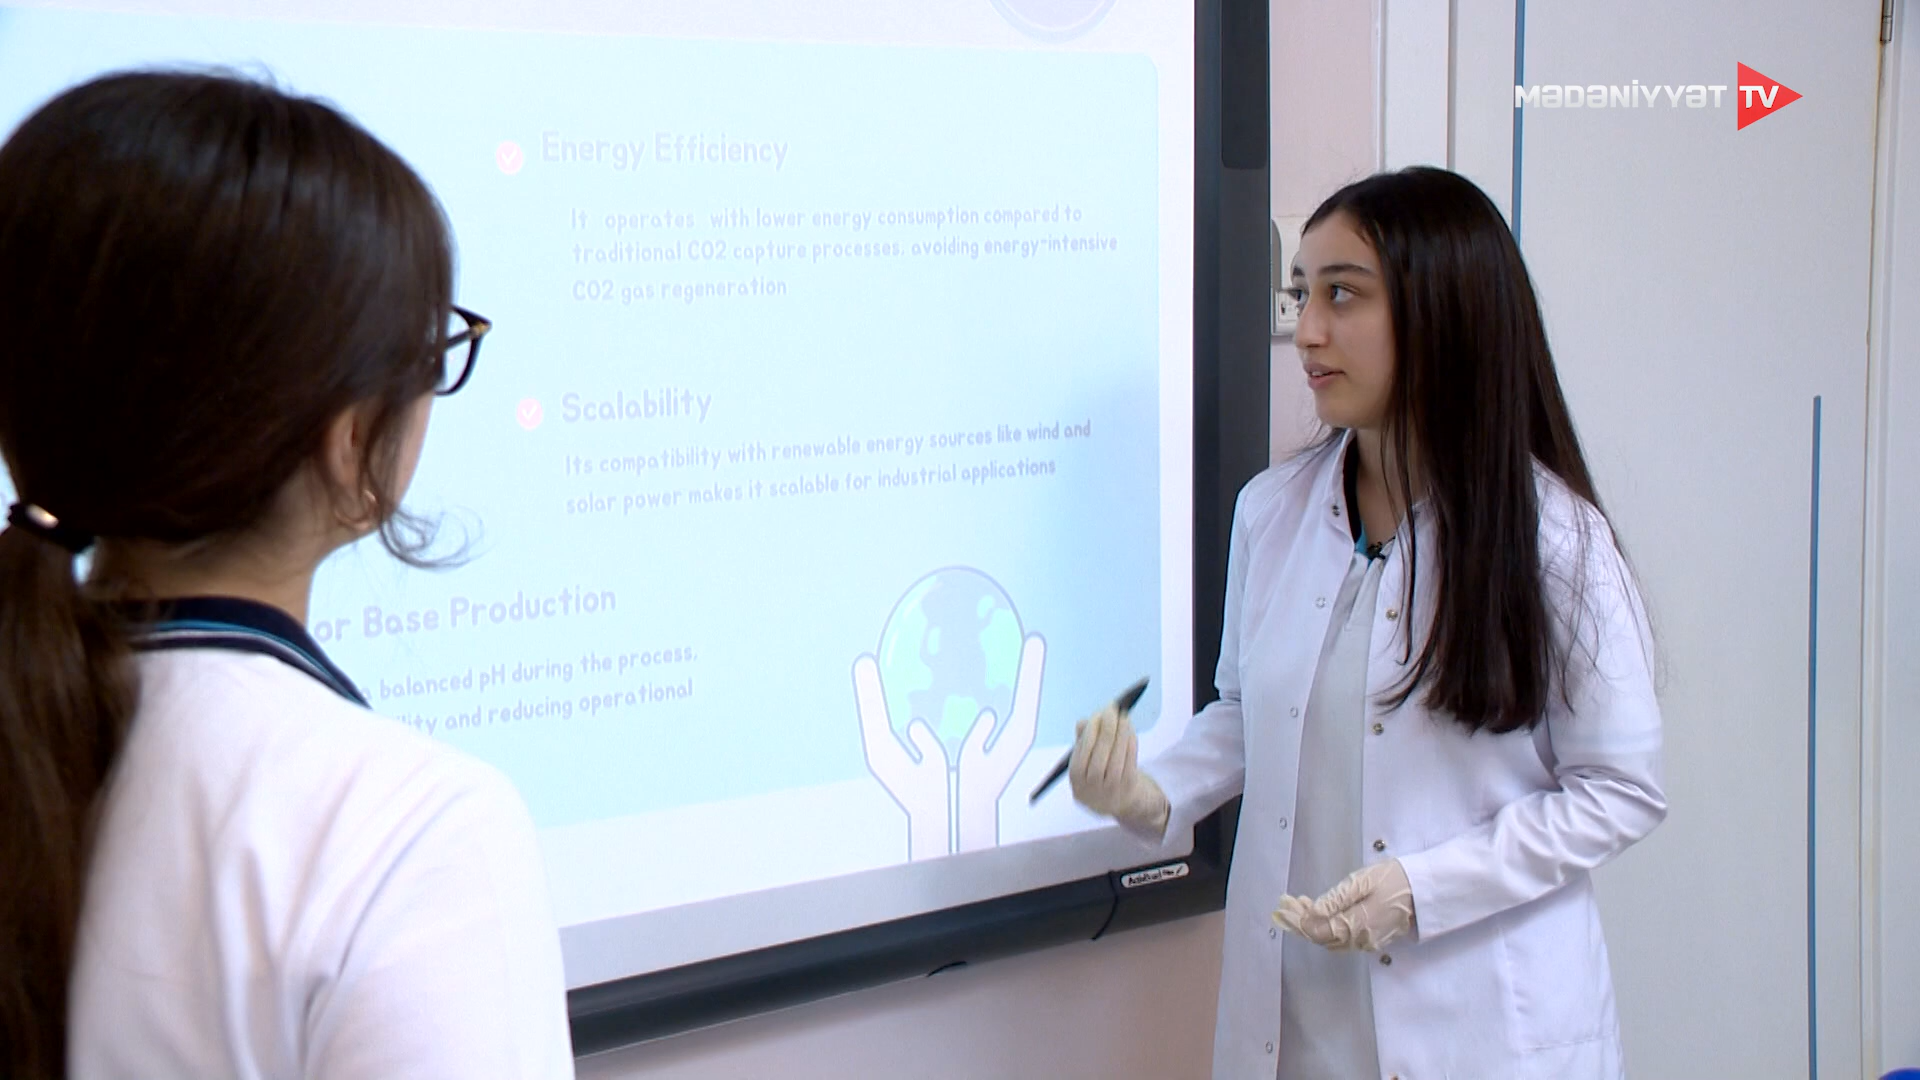 MƏDƏNİYYƏT TV
Energy Efficiency
It operates with lower energy consumption compared to
traditional CO2 capture processes, avoiding energy-intensive
CO2 gas regeneration
Scalability
Its compatibility with renewable energy sources like wind and
solar power makes it scalable for industrial applications
or Base Production
balanced pH during the process,
and reducing operational